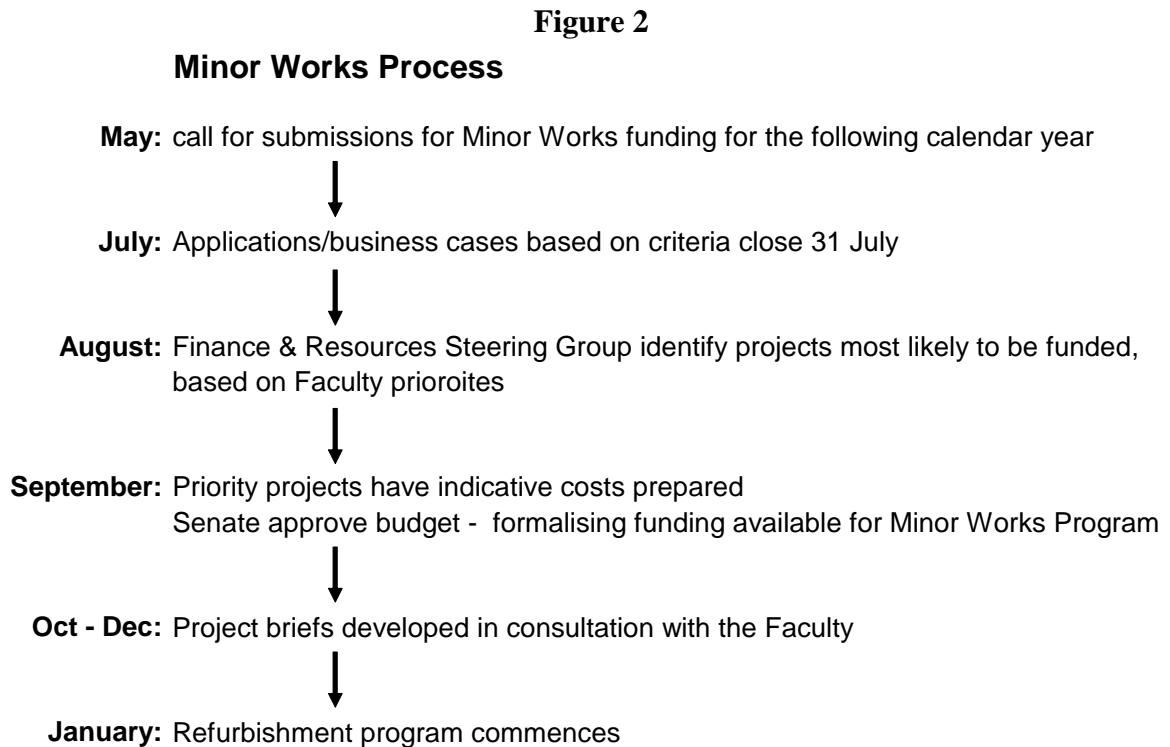 Figure 2
Minor Works Process
May: call for submissions for Minor Works funding for the following calendar year
July: Applications/business cases based on criteria close 31 July
August: Finance & Resources Steering Group identify projects most likely to be funded,
based on Faculty prioroites
September: Priority projects have indicative costs prepared
Senate approve budget - formalising funding available for Minor Works Program
Oct - Dec: Project briefs developed in consultation with the Faculty
January: Refurbishment program commences